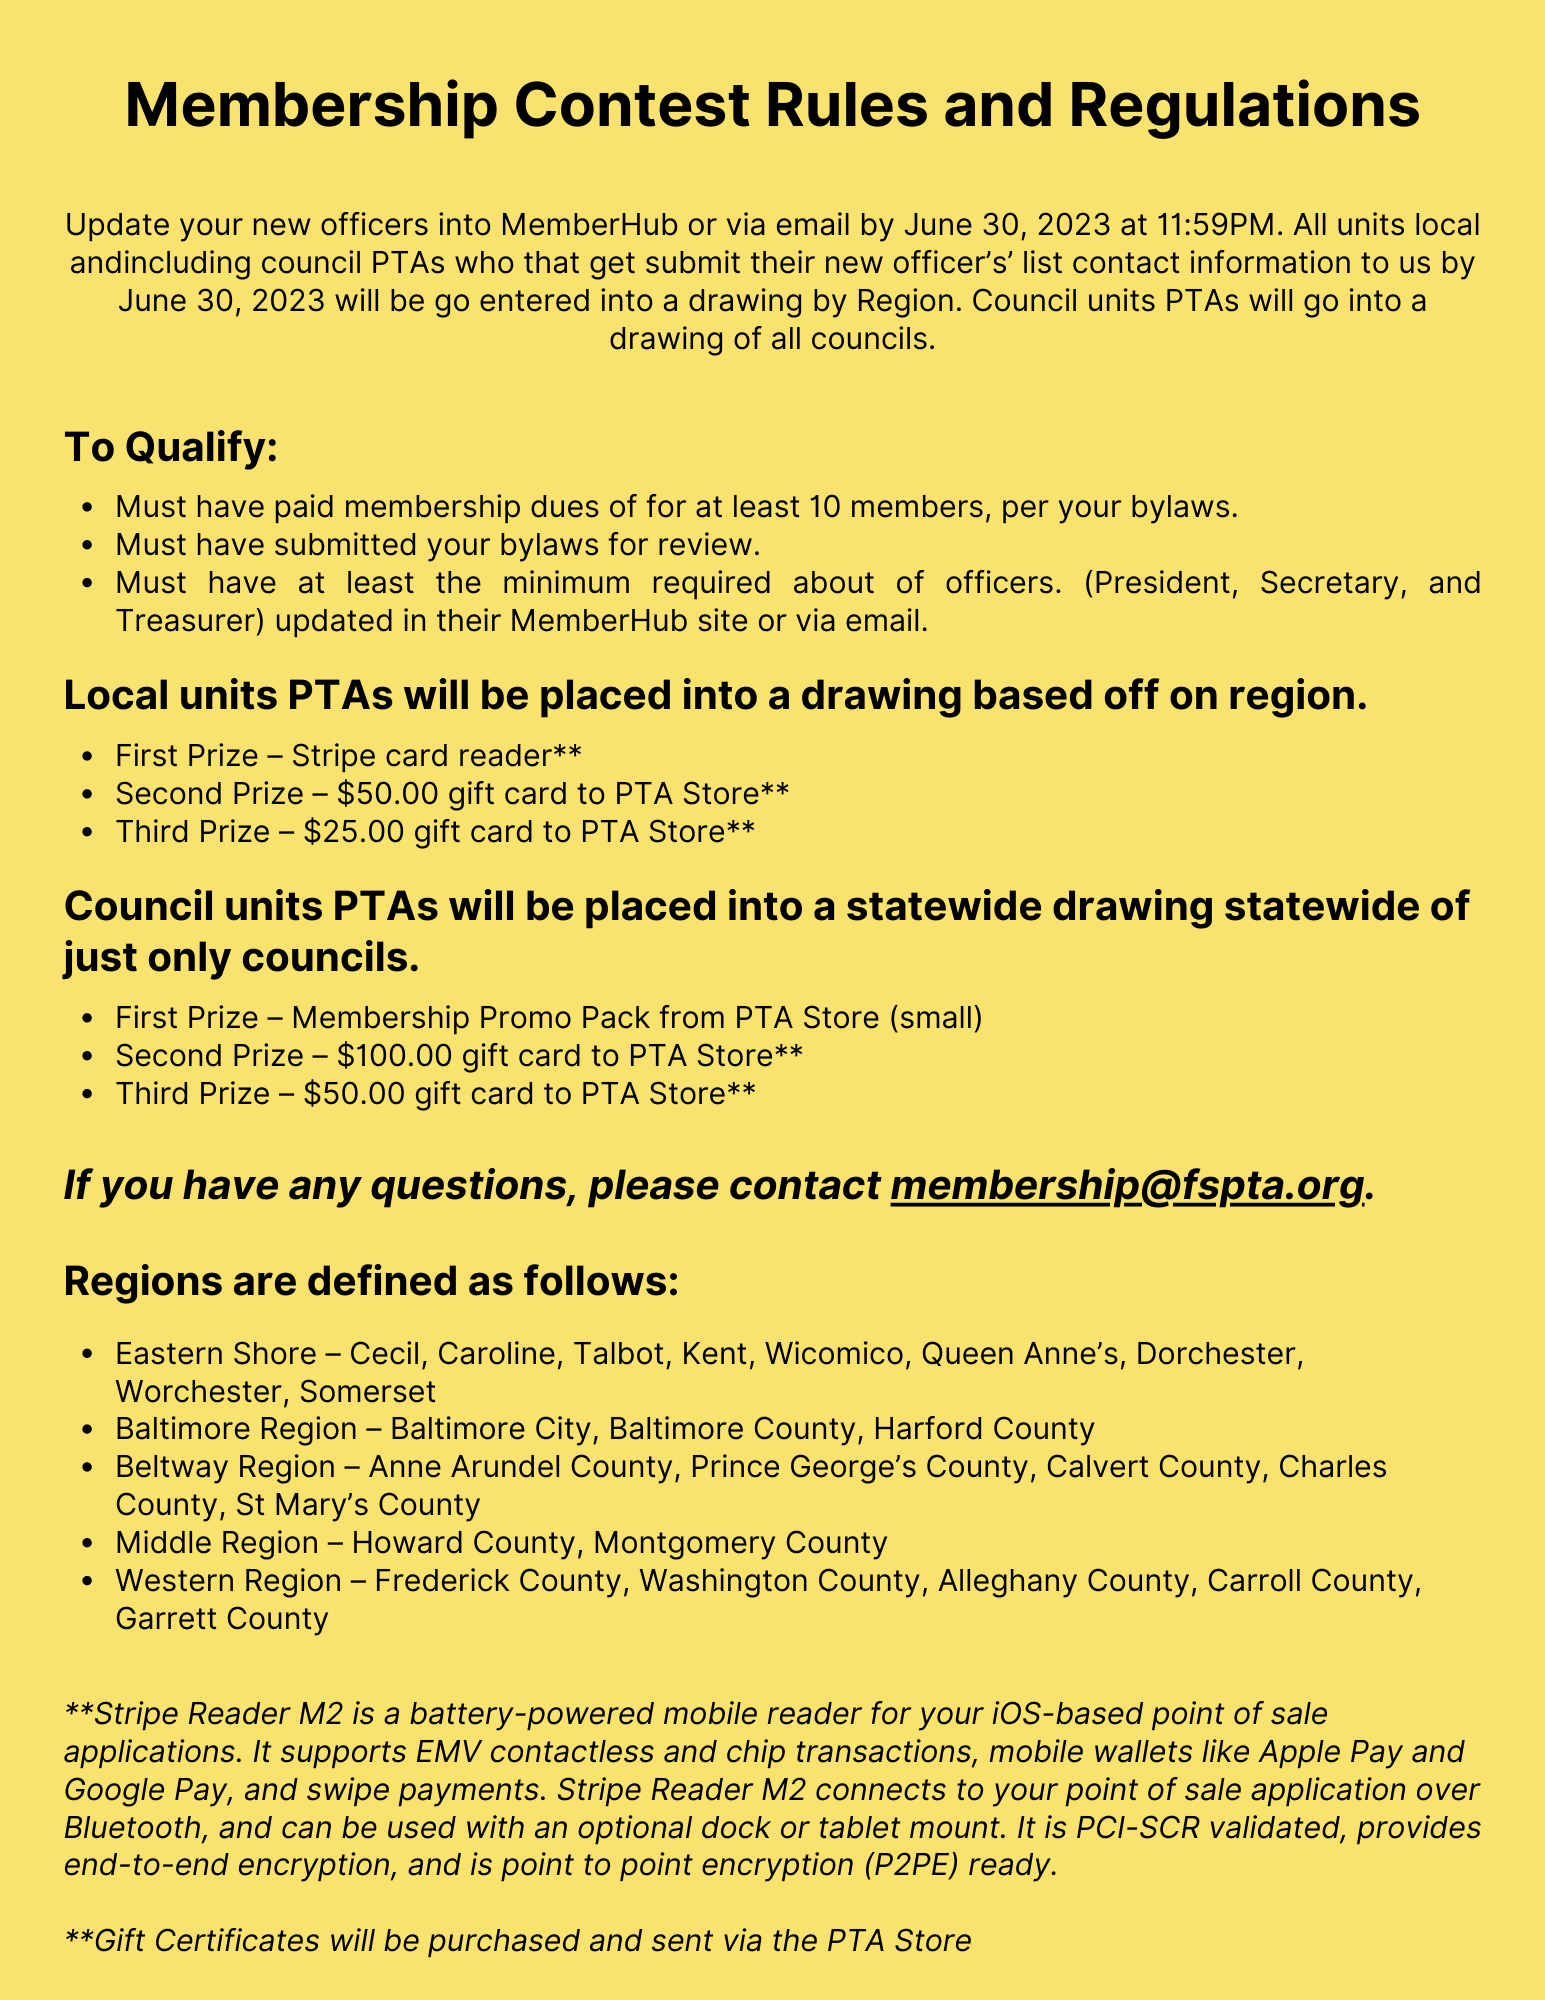 Membership Contest Rules and Regulations
Update your new officers into MemberHub or via email by June 30, 2023 at 11:59PM. All units local
andincluding council PTAs who that get submit their new officer’s’ list contact information to us by
June 30, 2023 will be go entered into a drawing by Region. Council units PTAs will go into a
drawing of all councils.
To Qualify:
• Must have paid membership dues of for at least 10 members, per your bylaws.
• Must have submitted your bylaws for review.
• Must have at least the minimum required about of officers. (President, Secretary, and
Treasurer) updated in their MemberHub site or via email.
Local units PTAs will be placed into a drawing based off on region.
• First Prize – Stripe card reader**
• Second Prize – $50.00 gift card to PTA Store**
• Third Prize – $25.00 gift card to PTA Store**
Council units PTAs will be placed into a statewide drawing statewide of
just only councils.
• First Prize – Membership Promo Pack from PTA Store (small)
• Second Prize – $100.00 gift card to PTA Store**
• Third Prize – $50.00 gift card to PTA Store**
If you have any questions, please contact membership@fspta.org.
Regions are defined as follows:
• Eastern Shore – Cecil, Caroline, Talbot, Kent, Wicomico, Queen Anne’s, Dorchester,
Worchester, Somerset
• Baltimore Region – Baltimore City, Baltimore County, Harford County
• Beltway Region – Anne Arundel County, Prince George’s County, Calvert County, Charles
County, St Mary’s County
• Middle Region – Howard County, Montgomery County
• Western Region – Frederick County, Washington County, Alleghany County, Carroll County,
Garrett County
**Stripe Reader M2 is a battery-powered mobile reader for your iOS-based point of sale
applications. It supports EMV contactless and chip transactions, mobile wallets like Apple Pay and
Google Pay, and swipe payments. Stripe Reader M2 connects to your point of sale application over
Bluetooth, and can be used with an optional dock or tablet mount. It is PCI-SCR validated, provides
end-to-end encryption, and is point to point encryption (P2PE) ready.
**Gift Certificates will be purchased and sent via the PTA Store